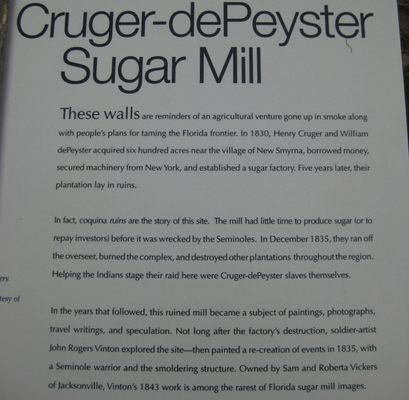 Cruger-dePeyster
Sugar Mill
These walls are reminders of an agricultural venture gone up in smoke along
with people's plans for taming the Florida frontier. In 1830, Henry Cruger and William
dePeyster acquired six hundred acres near the village of New Smyrna, borrowed money,
secured machinery from New York, and established a sugar factory. Five years later, their
plantation lay in ruins.
In fact, coquina ruins are the story of this site. The mill had little time to produce sugar (or to
repay investors) before it was wrecked by the Seminoles. In December 1835, they ran off
the overseer, burned the complex, and destroyed other plantations throughout the region.
Helping the Indians stage their raid here were Cruger-dePeyster slaves themselves.
In the years that followed, this ruined mill became a subject of paintings, photographs,
travel writings, and speculation. Not long after the factory's destruction, soldier-artist
John Rogers Vinton explored the site—then painted a re-creation of events in 1835, with
a Seminole warrior and the smoldering structure. Owned by Sam and Roberta Vickers
of Jacksonville, Vinton's 1843 work is among the rarest of Florida sugar mill images.
ers
tesy of